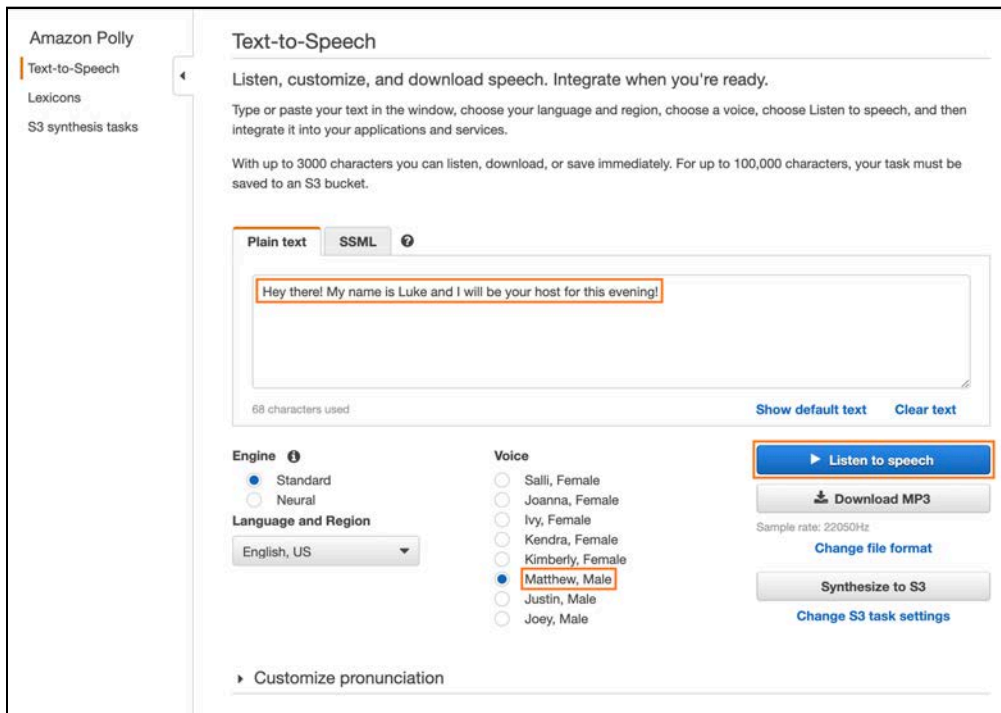 Amazon Polly
Text-to-Speech
Lexicons
S3 synthesis tasks
Text-to-Speech
Listen, customize, and download speech. Integrate when you're ready.
Type or paste your text in the window, choose your language and region, choose a voice, choose Listen to speech, and then
integrate it into your applications and services.
With up to 3000 characters you can listen, download, or save immediately. For up to 100,000 characters, your task must be
saved to an S3 bucket.
Plain text SSML ?
Hey there! My name is Luke and I will be your host for this evening!
68 characters used Show default text Clear text
Engine i
Standard
Neural
Language and Region
English, US
Voice
Salli, Female
Joanna, Female
Ivy, Female
Kendra, Female
Kimberly, Female
Matthew, Male
Justin, Male
Joey, Male
Listen to speech
Download MP3
Sample rate: 22050Hz
Change file format
Synthesize to S3
Change S3 task settings
Customize pronunciation